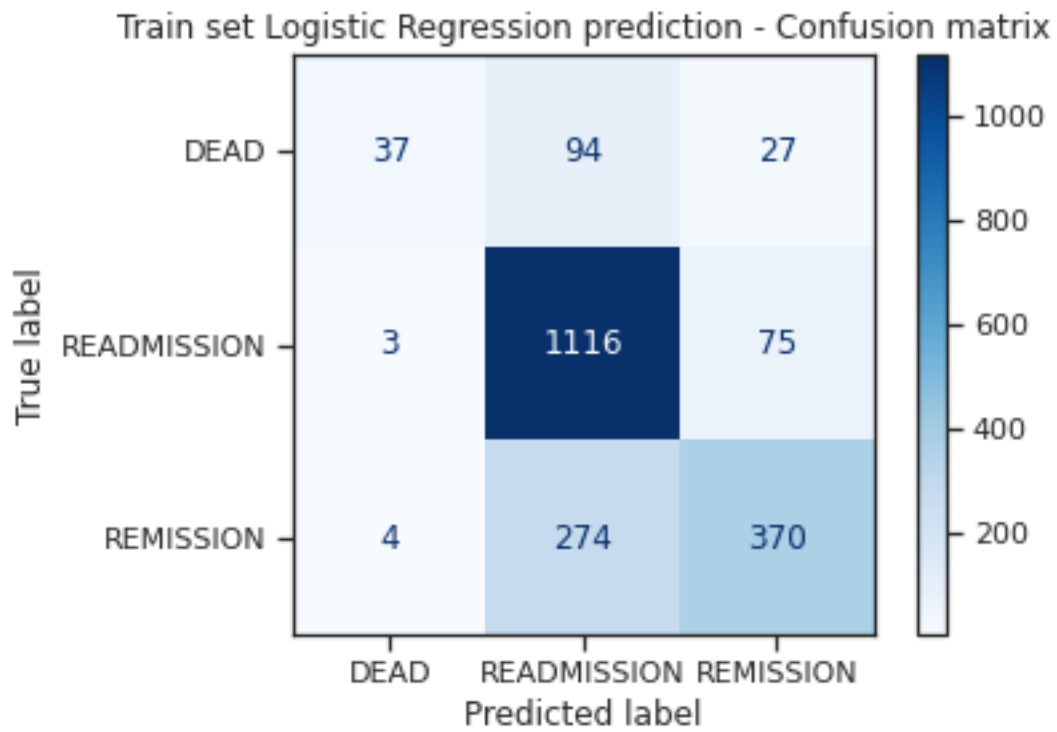 Train set Logistic Regression prediction - Confusion matrix
True label
DEAD
37 94 27
READMISSION
3 1116 75
REMISSION
4 274 370
DEAD READMISSION REMISSION
Predicted label
1000
800
600
400
200